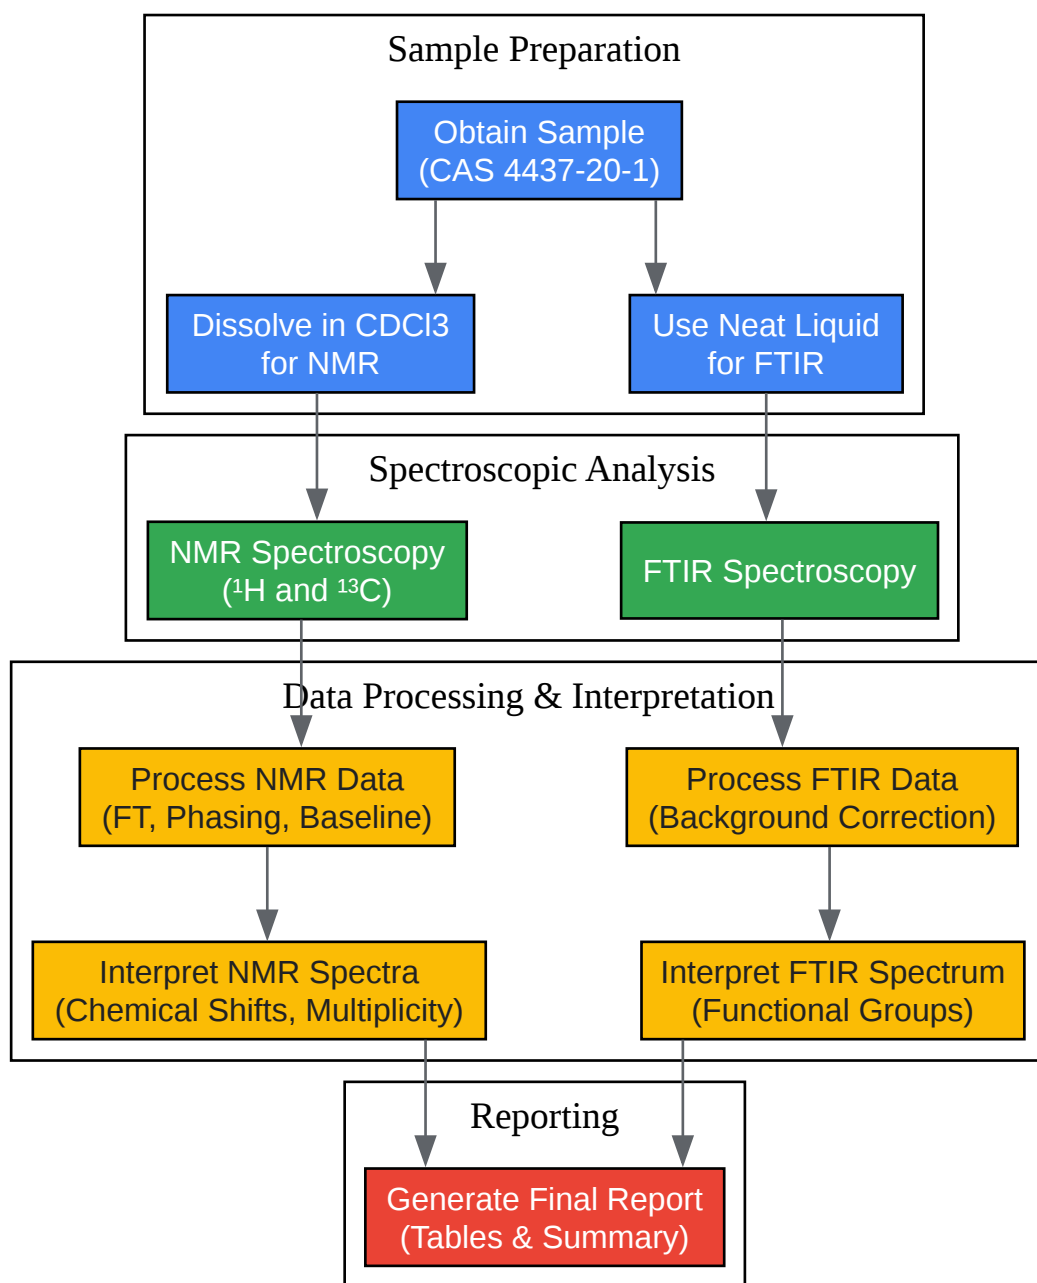 Sample Preparation
Obtain Sample
(CAS 4437-20-1)
Dissolve in CDCl3
for NMR
Use Neat Liquid
for FTIR
Spectroscopic Analysis
NMR Spectroscopy
(¹H and ¹³C)
FTIR Spectroscopy
Data Processing & Interpretation
Process NMR Data
(FT, Phasing, Baseline)
Process FTIR Data
(Background Correction)
Interpret NMR Spectra
(Chemical Shifts, Multiplicity)
Interpret FTIR Spectrum
(Functional Groups)
Reporting
Generate Final Report
(Tables & Summary)